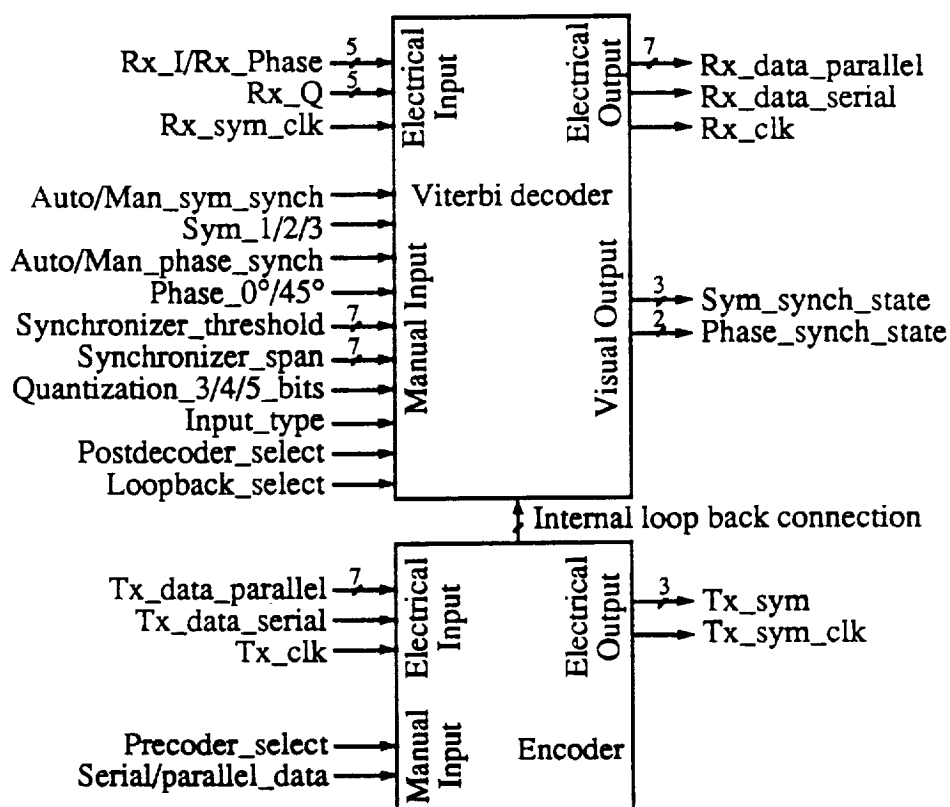 Rx_I/Rx_Phase
5
Rx_Q
5
Rx_sym_clk
Electrical
Input
Electrical
Output
7
Rx_data_parallel
Rx_data_serial
Rx_clk
Viterbi decoder
Auto/Man_sym_synch
Sym_1/2/3
Auto/Man_phase_synch
Phase_0°/45°
Synchronizer_threshold
7
Synchronizer_span
7
Quantization_3/4/5_bits
Input_type
Postdecoder_select
Loopback_select
Manual Input
Visual Output
3
Sym_synch_state
2
Phase_synch_state
Internal loop back connection
Tx_data_parallel
7
Tx_data_serial
Tx_clk
Electrical
Input
Electrical
Output
3
Tx_sym
Tx_sym_clk
Precoder_select
Serial/parallel_data
Manual
Input
Encoder